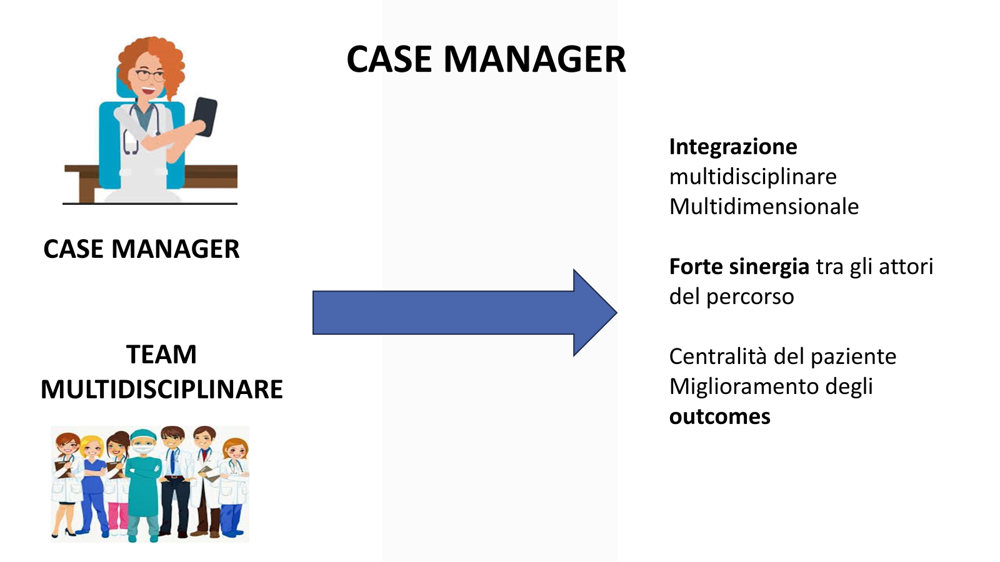 CASE MANAGER
CASE MANAGER
TEAM
MULTIDISCIPLINARE
Integrazione
multidisciplinare
Multidimensionale
Forte sinergia tra gli attori
del percorso
Centralità del paziente
Miglioramento degli
outcomes